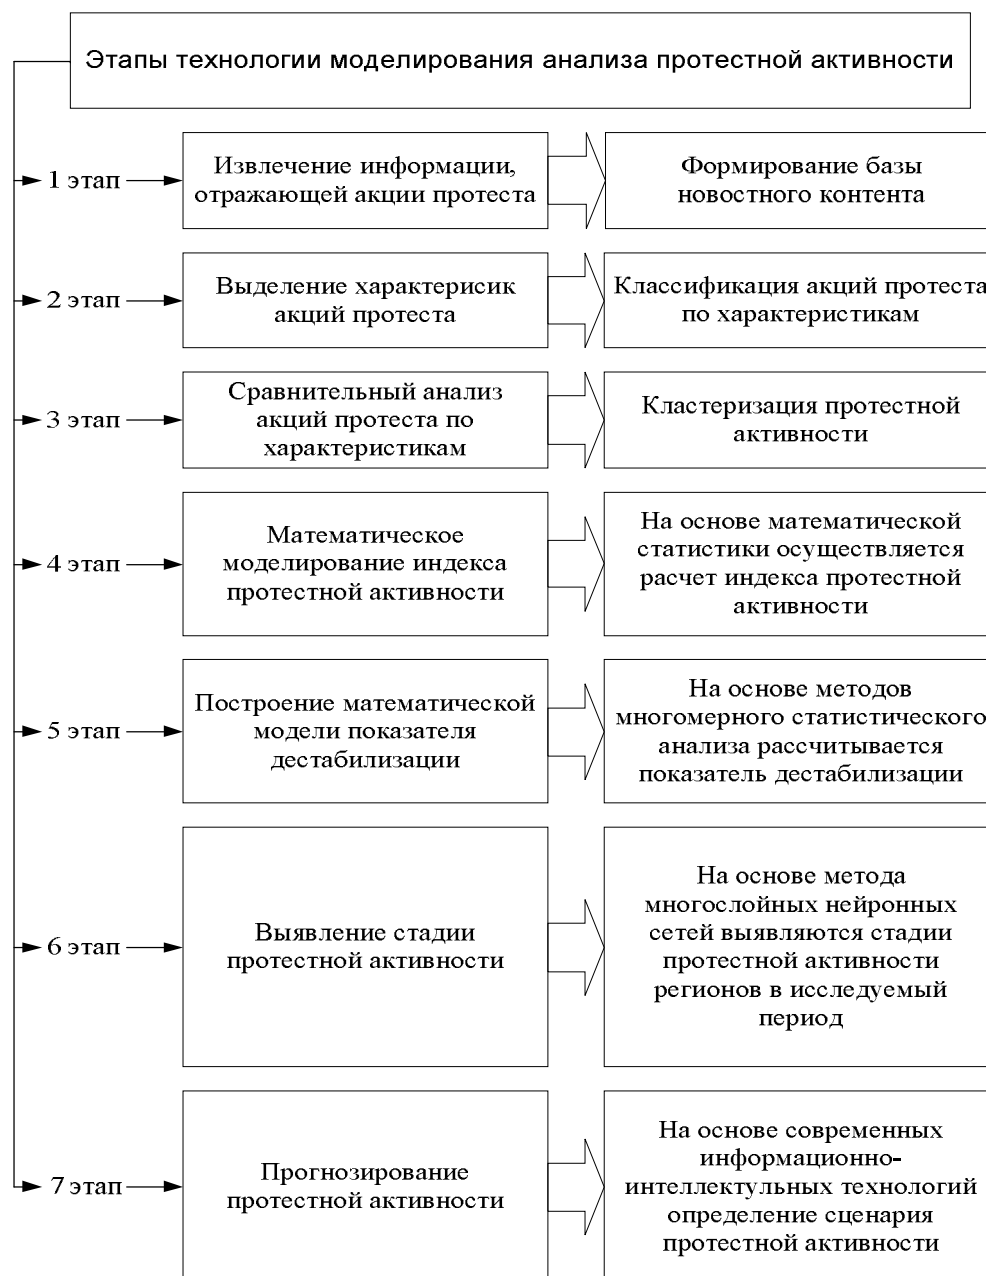 Этапы технологии моделирования анализа протестной активности
1 этап
Извлечение информации,
отражающей акции протеста
Формирование базы
новостного контента
2 этап
Выделение характерисик
акций протеста
Классификация акций протеста
по характеристикам
3 этап
Сравнительный анализ
акций протеста по
характеристикам
Кластеризация протестной
активности
4 этап
Математическое
моделирование индекса
протестной активности
На основе математической
статистики осуществляется
расчет индекса протестной
активности
5 этап
Построение математической
модели показателя
дестабилизации
На основе методов
многомерного статистического
анализа рассчитывается
показатель дестабилизации
6 этап
Выявление стадии
протестной активности
На основе метода
многослойных нейронных
сетей выявляются стадии
протестной активности
регионов в исследуемый
период
7 этап
Прогнозирование
протестной активности
На основе современных
информационно-
интеллектульных технологий
определение сценария
протестной активности